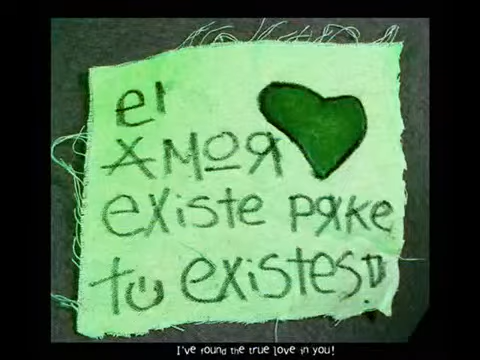 el
AMOR
existe PRKE
tu existes!!
I've found the true love in you!